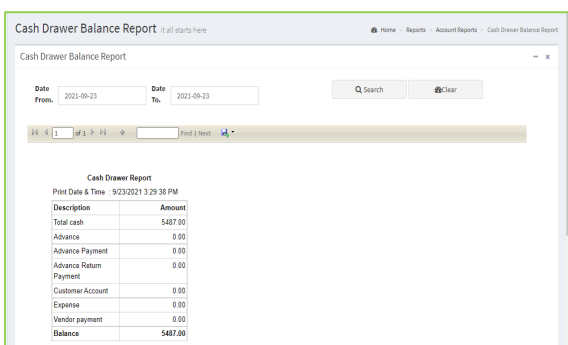 Cash Drawer Balance Report It all starts here
Home > Reports > Account Reports > Cash Drawer Balance Report
Cash Drawer Balance Report
Date From. 2021-09-23 Date To. 2021-09-23 Search Clear
1 of 1 Find | Next
Cash Drawer Report
Print Date & Time : 9/23/2021 3:29:38 PM
Description Amount
Total cash 5487.00
Advance 0.00
Advance Payment 0.00
Advance Return Payment 0.00
Customer Account 0.00
Expense 0.00
Vendor payment 0.00
Balance 5487.00